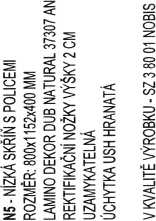 NS - NÍZKÁ SKŘÍŇ S POLICEMI
ROZMĚR: 800x1152x400 MM
LAMINO DEKOR DUB NATURAL 37307 AN
REKTIFIKAČNÍ NOŽKY VÝŠKY 2 CM
UZAMYKATELNÁ
ÚCHYTKA USH HRANATÁ
V KVALITĚ VÝROBKU - SZ 3 80 01 NOBIS